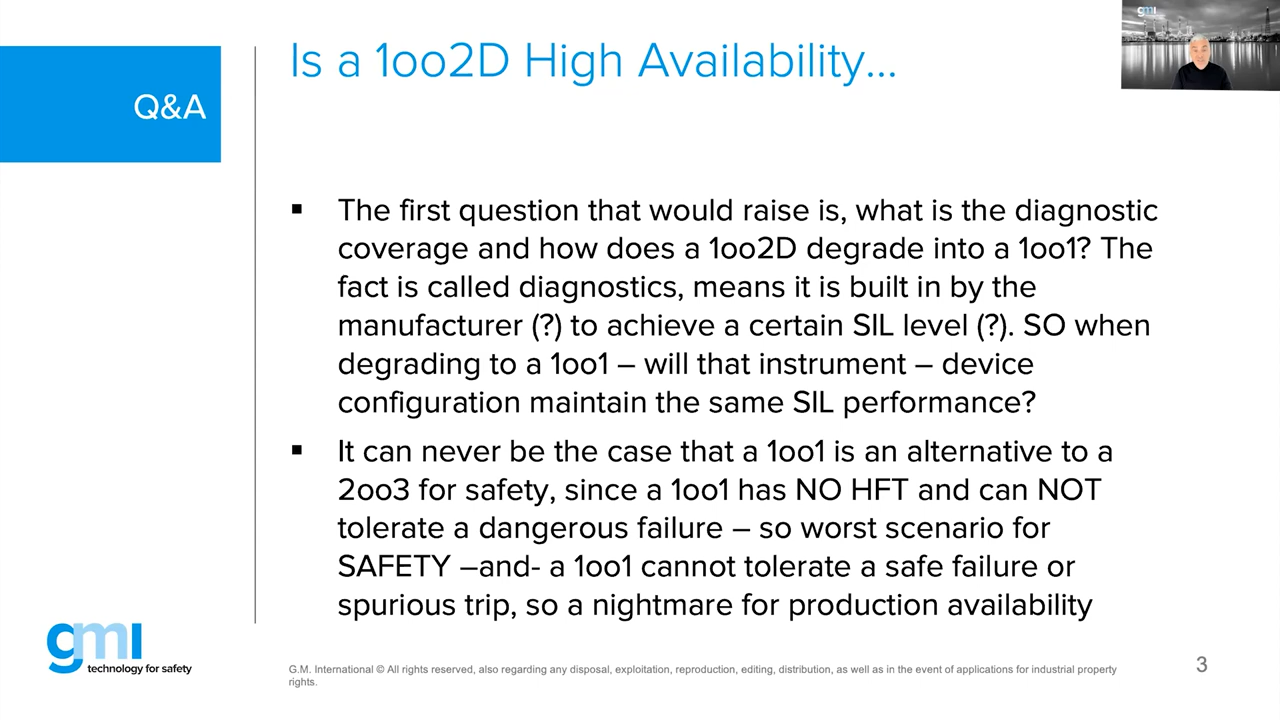 Q&A
Is a 1oo2D High Availability...
gmi
▪ The first question that would raise is, what is the diagnostic
coverage and how does a 1oo2D degrade into a 1oo1? The
fact is called diagnostics, means it is built in by the
manufacturer (?) to achieve a certain SIL level (?). SO when
degrading to a 1oo1 – will that instrument – device
configuration maintain the same SIL performance?
▪ It can never be the case that a 1oo1 is an alternative to a
2oo3 for safety, since a 1oo1 has NO HFT and can NOT
tolerate a dangerous failure – so worst scenario for
SAFETY –and- a 1oo1 cannot tolerate a safe failure or
spurious trip, so a nightmare for production availability
gmi
technology for safety
G.M. International © All rights reserved, also regarding any disposal, exploitation, reproduction, editing, distribution, as well as in the event of applications for industrial property
rights.
3